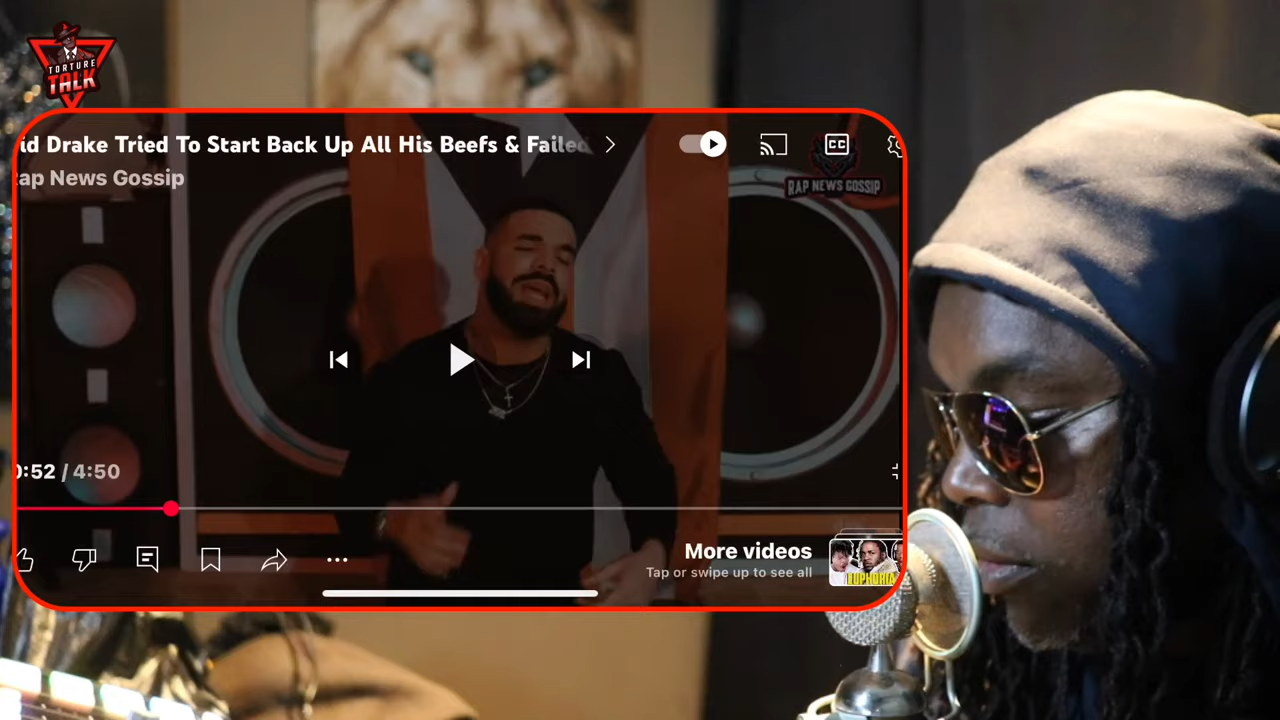 TORTURE
TALK
id Drake Tried To Start Back Up All His Beefs & Failed
ap News Gossip
CC
RAP NEWS GOSSIP
0:52 / 4:50
More videos
Tap or swipe up to see all
EUPHORIA